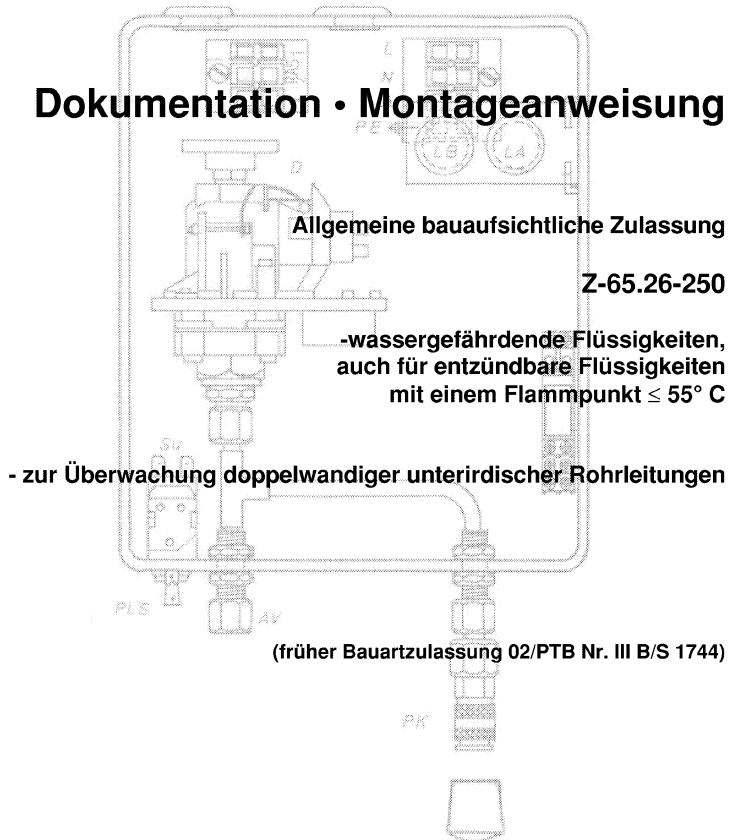 L
N
Dokumentation • Montageanweisung
PE
LB
LA
D
Allgemeine bauaufsichtliche Zulassung
Z-65.26-250
-wassergefährdende Flüssigkeiten,
auch für entzündbare Flüssigkeiten
mit einem Flammpunkt ≤ 55° C
SU
- zur Überwachung doppelwandiger unterirdischer Rohrleitungen
PLS
AV
(früher Bauartzulassung 02/PTB Nr. III B/S 1744)
PK